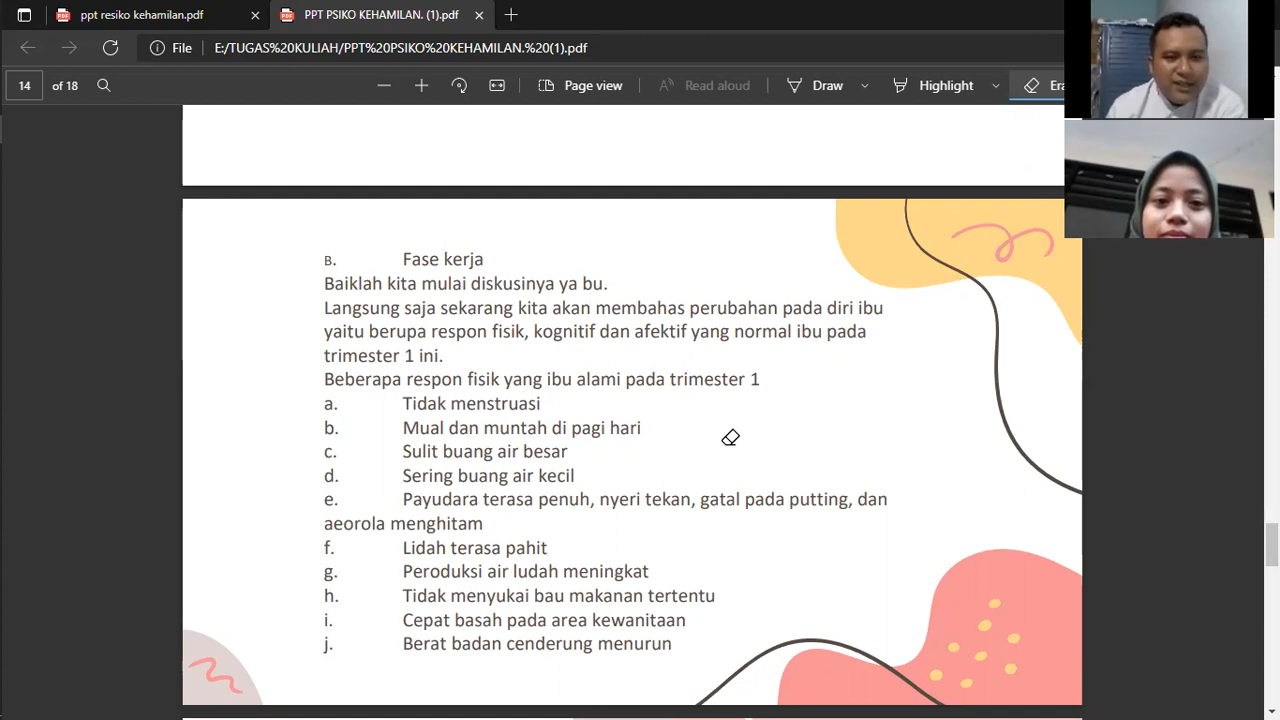 ppt resiko kehamilan.pdf
PPT PSIKO KEHAMILAN. (1).pdf
File
E:/TUGAS%20KULIAH/PPT%20PSIKO%20KEHAMILAN.%20(1).pdf
14 of 18
Page view
Read aloud
Draw
Highlight
Era
B. Fase kerja
Baiklah kita mulai diskusinya ya bu.
Langsung saja sekarang kita akan membahas perubahan pada diri ibu
yaitu berupa respon fisik, kognitif dan afektif yang normal ibu pada
trimester 1 ini.
Beberapa respon fisik yang ibu alami pada trimester 1
a. Tidak menstruasi
b. Mual dan muntah di pagi hari
c. Sulit buang air besar
d. Sering buang air kecil
e. Payudara terasa penuh, nyeri tekan, gatal pada putting, dan
aeorola menghitam
f. Lidah terasa pahit
g. Peroduksi air ludah meningkat
h. Tidak menyukai bau makanan tertentu
i. Cepat basah pada area kewanitaan
j. Berat badan cenderung menurun